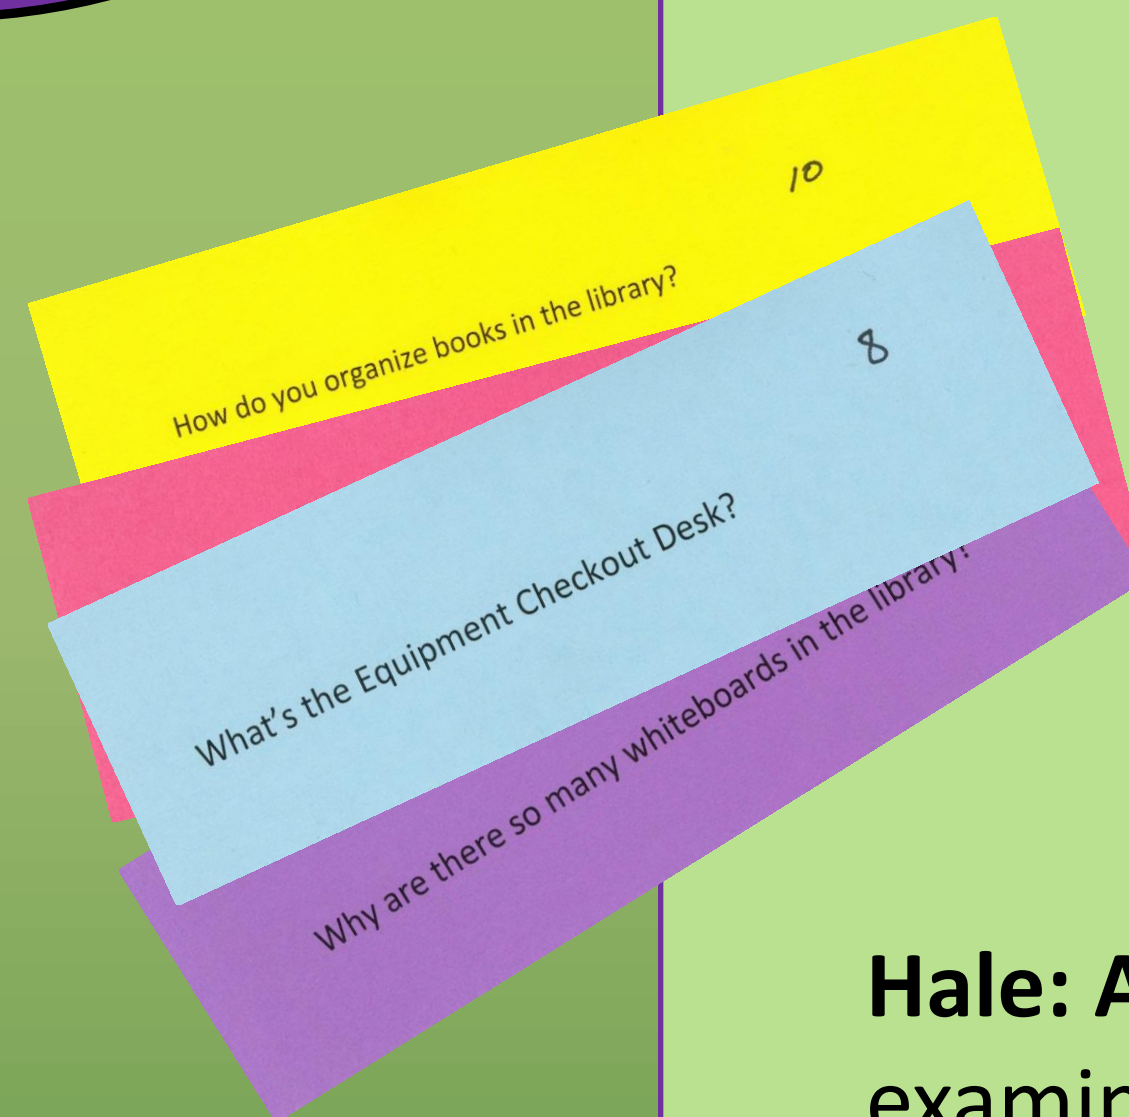 10
How do you organize books in the library?
8
What's the Equipment Checkout Desk?
Why are there so many whiteboards in the library?
Hale: A
examin